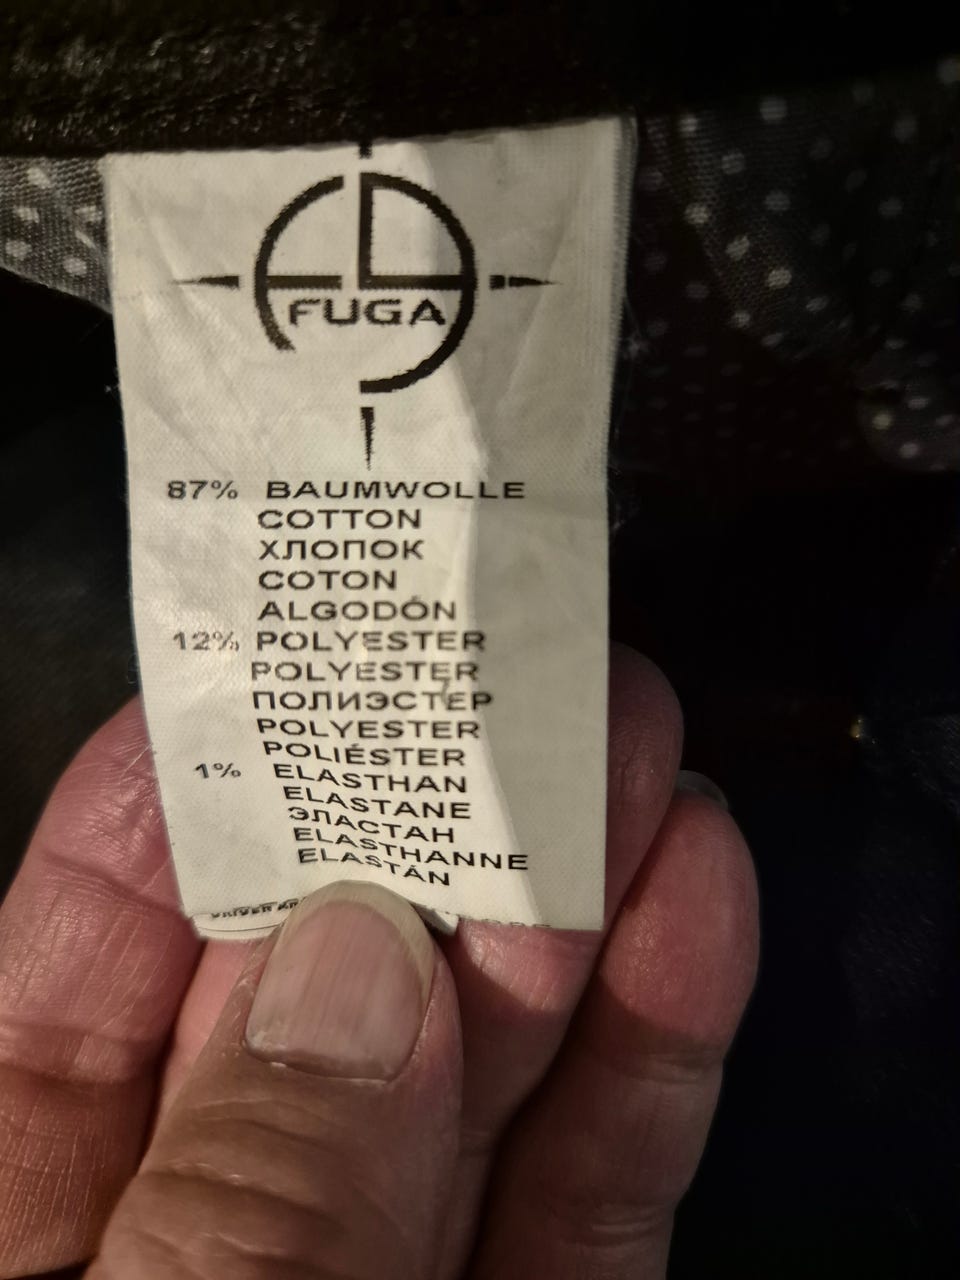 FUGA
87% BAUMWOLLE
COTTON
ХЛОПОК
COTON
ALGODÓN
12% POLYESTER
POLYESTER
ПОЛИЭСТЕР
POLYESTER
POLIÉSTER
1% ELASTHAN
ELASTANE
ЭЛАСТАН
ELASTHANNE
ELASTÁN